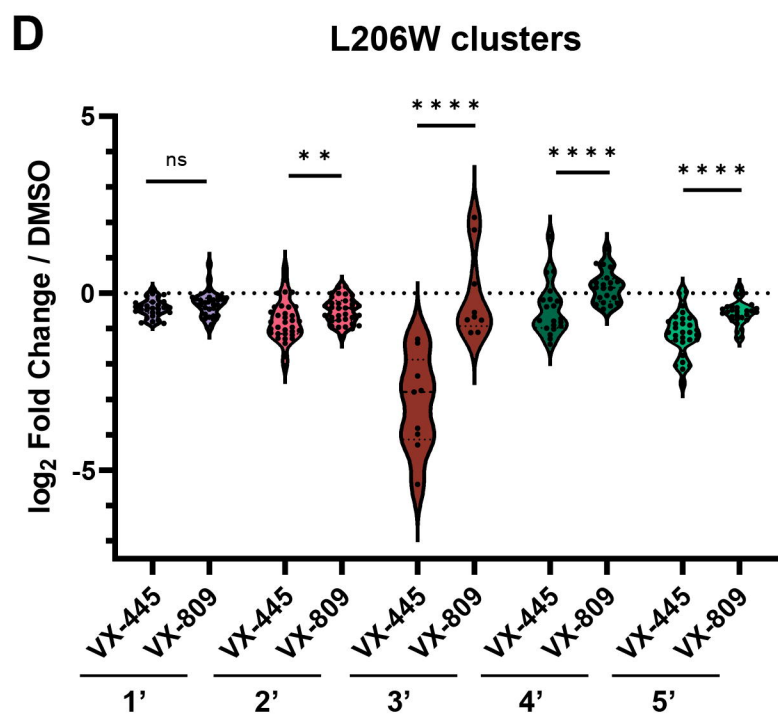 D
L206W clusters
log2 Fold Change / DMSO
5
0
-5
ns
* *
* * * *
* * * *
* * * *
VX-445
VX-809
VX-445
VX-809
VX-445
VX-809
VX-445
VX-809
VX-445
VX-809
1’
2’
3’
4’
5’